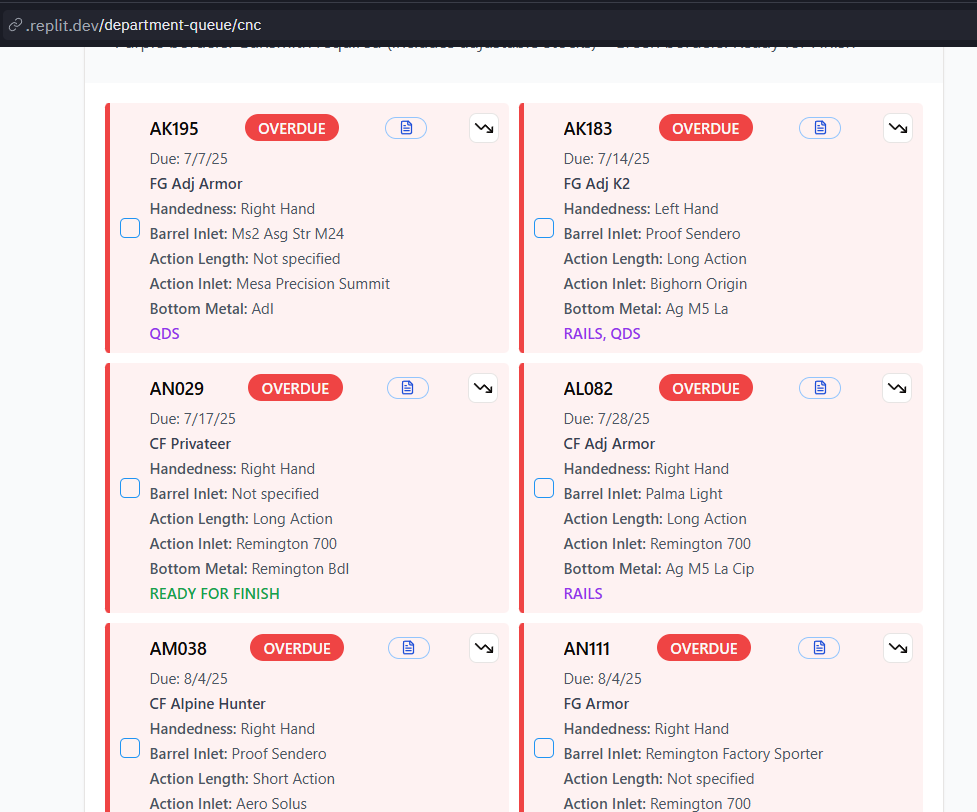 .replit.dev/department-queue/cnc
AK195 OVERDUE
Due: 7/7/25
FG Adj Armor
Handedness: Right Hand
Barrel Inlet: Ms2 Asg Str M24
Action Length: Not specified
Action Inlet: Mesa Precision Summit
Bottom Metal: Adl
QDS
AK183 OVERDUE
Due: 7/14/25
FG Adj K2
Handedness: Left Hand
Barrel Inlet: Proof Sendero
Action Length: Long Action
Action Inlet: Bighorn Origin
Bottom Metal: Ag M5 La
RAILS, QDS
AN029 OVERDUE
Due: 7/17/25
CF Privateer
Handedness: Right Hand
Barrel Inlet: Not specified
Action Length: Long Action
Action Inlet: Remington 700
Bottom Metal: Remington Bdl
READY FOR FINISH
AL082 OVERDUE
Due: 7/28/25
CF Adj Armor
Handedness: Right Hand
Barrel Inlet: Palma Light
Action Length: Long Action
Action Inlet: Remington 700
Bottom Metal: Ag M5 La Cip
RAILS
AM038 OVERDUE
Due: 8/4/25
CF Alpine Hunter
Handedness: Right Hand
Barrel Inlet: Proof Sendero
Action Length: Short Action
Action Inlet: Aero Solus
AN111 OVERDUE
Due: 8/4/25
FG Armor
Handedness: Right Hand
Barrel Inlet: Remington Factory Sporter
Action Length: Not specified
Action Inlet: Remington 700